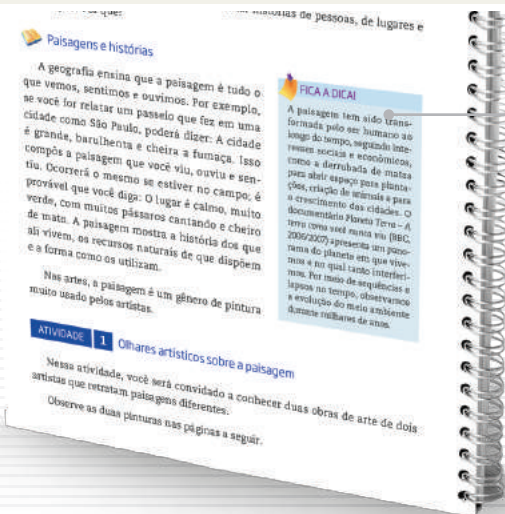 histórias de pessoas, de lugares e
Paisagens e histórias
A geografia ensina que a paisagem é tudo o
que vemos, sentimos e ouvimos. Por exemplo,
se você for relatar um passeio que fez em uma
cidade como São Paulo, poderá dizer: A cidade
é grande, barulhenta e cheira a fumaça. Isso
compôs a paisagem que você viu, ouviu e sen-
tiu. Ocorrerá o mesmo se estiver no campo; é
provável que você diga: O lugar é calmo, muito
verde, com muitos pássaros cantando e cheiro
de mato. A paisagem mostra a história dos que
ali vivem, os recursos naturais de que dispõem
e a forma como os utilizam.
Nas artes, a paisagem é um gênero de pintura
muito usado pelos artistas.
FICA A DICA!
A paisagem tem sido trans-
formada pelo ser humano ao
longo do tempo, seguindo inte-
resses sociais e econômicos,
como a derrubada de matas
para abrir espaço para planta-
ções, criação de animais e para
o crescimento das cidades. O
documentário Planeta Terra – A
terra como você nunca viu (BBC,
2006/2007) apresenta um pano-
rama do planeta em que vive-
mos e no qual tanto interferi-
mos. Por meio de sequências e
lapsos no tempo, observamos
a evolução do meio ambiente
durante milhares de anos.
ATIVIDADE 1 Olhares artísticos sobre a paisagem
Nessa atividade, você será convidado a conhecer duas obras de arte de dois
artistas que retratam paisagens diferentes.
Observe as duas pinturas nas páginas a seguir.